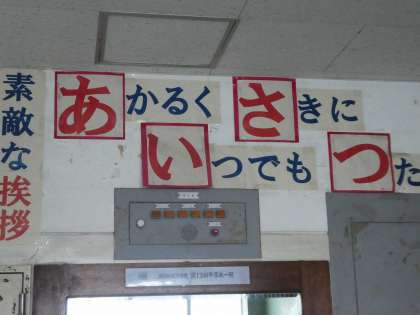 素敵な挨拶
あかるく
いつでも
さきに
つた